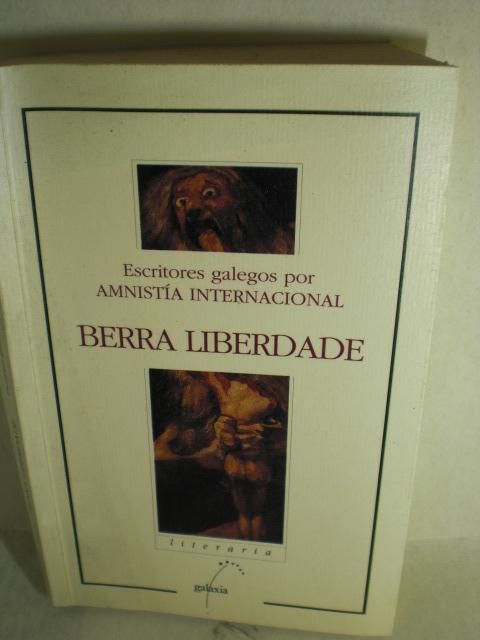 Escritores galegos por
AMNISTÍA INTERNACIONAL
BERRA LIBERDADE
literaria
galaxia